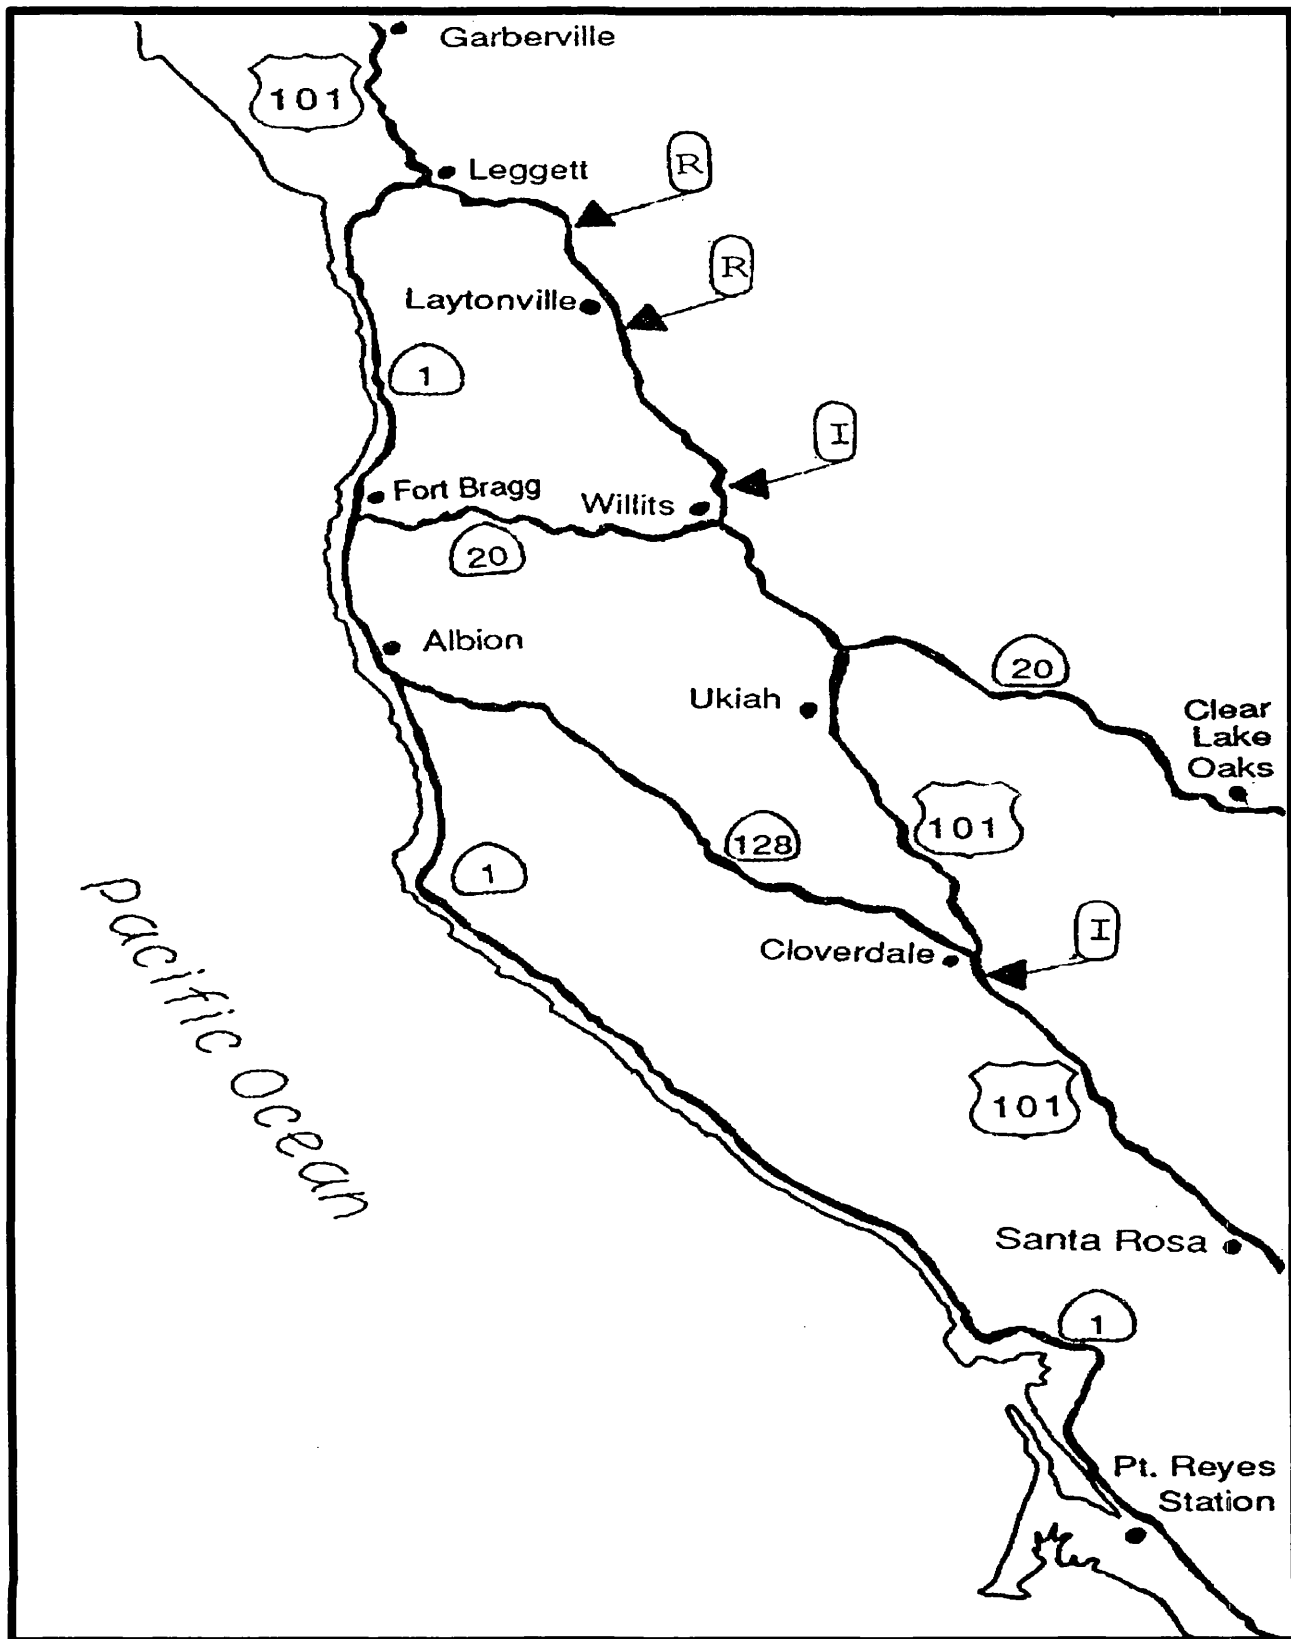 Garberville
101
Leggett
R
R
Laytonville
1
I
Fort Bragg
Willits
20
Albion
20
Ukiah
Clear
Lake
Oaks
101
128
1
pacific Ocean
I
Cloverdale
101
Santa Rosa
1
Pt. Reyes
Station